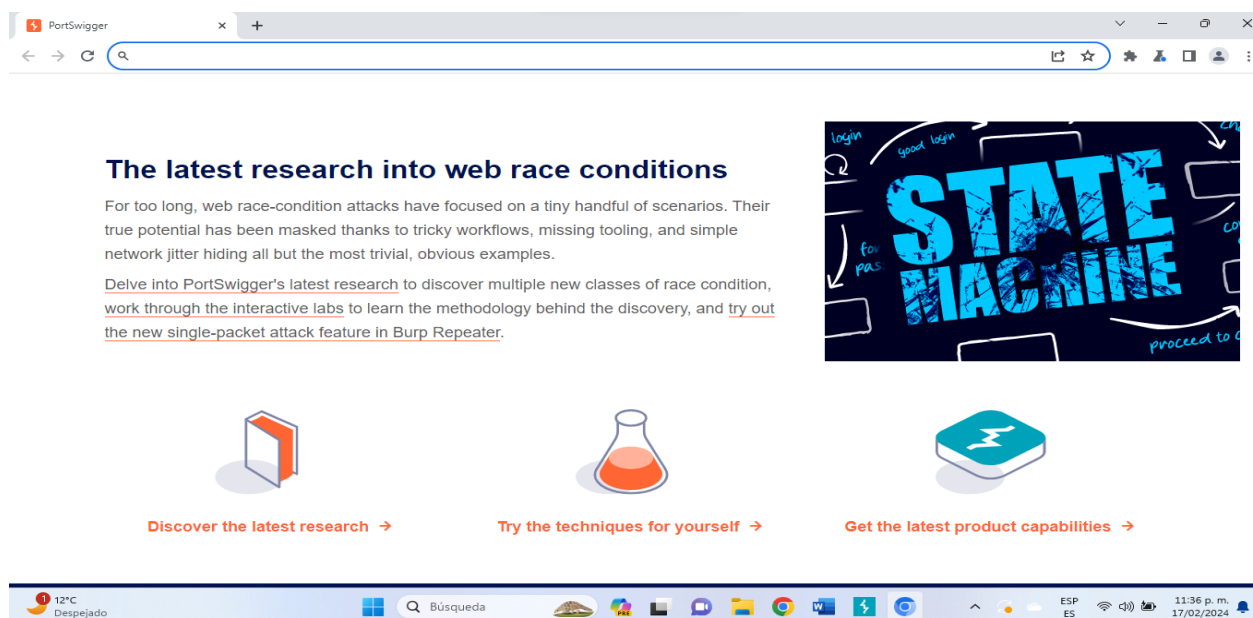 PortSwigger
The latest research into web race conditions
For too long, web race-condition attacks have focused on a tiny handful of scenarios. Their
true potential has been masked thanks to tricky workflows, missing tooling, and simple
network jitter hiding all but the most trivial, obvious examples.
Delve into PortSwigger's latest research to discover multiple new classes of race condition,
work through the interactive labs to learn the methodology behind the discovery, and try out
the new single-packet attack feature in Burp Repeater.
login
good login
STATE
MACHINE
proceed to
Discover the latest research →
Try the techniques for yourself →
Get the latest product capabilities →
1
12°C
Despejado
Búsqueda
PRE
ESP
ES
11:36 p. m.
17/02/2024